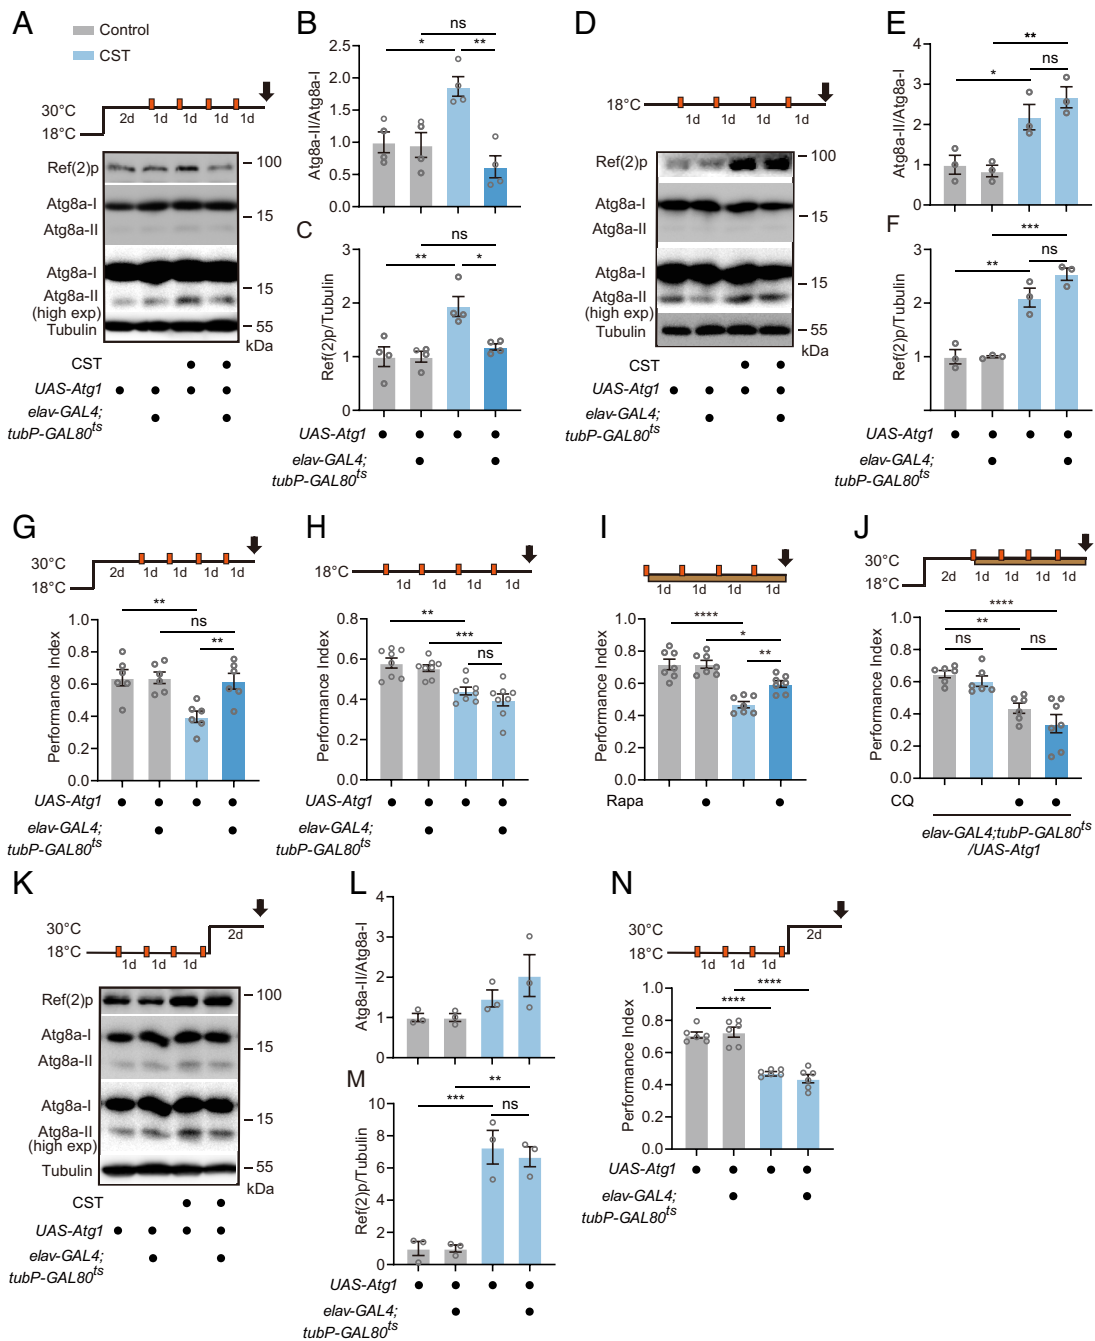 A
Control
CST
30°C
18°C
2d 1d 1d 1d 1d
Ref(2)p
100
Atg8a-I
15
Atg8a-II
Atg8a-I
15
Atg8a-II
(high exp)
Tubulin
55
kDa
CST
UAS-Atg1
elav-GAL4;
tubP-GAL80ts
B
ns
* **
Atg8a-II/Atg8a-I
2.5
2.0
1.5
1.0
0.5
0.0
C
ns
** *
Ref(2)p/Tubulin
3
2
1
0
UAS-Atg1
elav-GAL4;
tubP-GAL80ts
D
18°C
1d 1d 1d 1d
Ref(2)p
100
Atg8a-I
15
Atg8a-II
Atg8a-I
15
Atg8a-II
(high exp)
Tubulin
55
kDa
CST
UAS-Atg1
elav-GAL4;
tubP-GAL80ts
E
**
* ns
Atg8a-II/Atg8a-I
4
3
2
1
0
F
***
** ns
Ref(2)p/Tubulin
3
2
1
0
UAS-Atg1
elav-GAL4;
tubP-GAL80ts
G
30°C
18°C
2d 1d 1d 1d 1d
**
ns
**
Performance Index
1.0
0.8
0.6
0.4
0.2
0.0
UAS-Atg1
elav-GAL4;
tubP-GAL80ts
H
18°C
1d 1d 1d 1d
**
***
ns
Performance Index
0.8
0.6
0.4
0.2
0.0
UAS-Atg1
elav-GAL4;
tubP-GAL80ts
I
1d 1d 1d 1d
****
*
**
Performance Index
1.0
0.8
0.6
0.4
0.2
0.0
Rapa
J
30°C
18°C
2d 1d 1d 1d 1d
****
**
ns ns
Performance Index
1.0
0.8
0.6
0.4
0.2
0.0
CQ
elav-GAL4;tubP-GAL80ts
/UAS-Atg1
K
30°C
18°C
1d 1d 1d 2d
Ref(2)p
100
Atg8a-I
15
Atg8a-II
Atg8a-I
15
Atg8a-II
(high exp)
Tubulin
55
kDa
CST
UAS-Atg1
elav-GAL4;
tubP-GAL80ts
L
Atg8a-II/Atg8a-I
4
3
2
1
0
M
**
*** ns
Ref(2)p/Tubulin
10
8
6
4
2
0
UAS-Atg1
elav-GAL4;
tubP-GAL80ts
N
30°C
18°C
1d 1d 1d 2d
****
****
Performance Index
1.0
0.8
0.6
0.4
0.2
0.0
UAS-Atg1
elav-GAL4;
tubP-GAL80ts